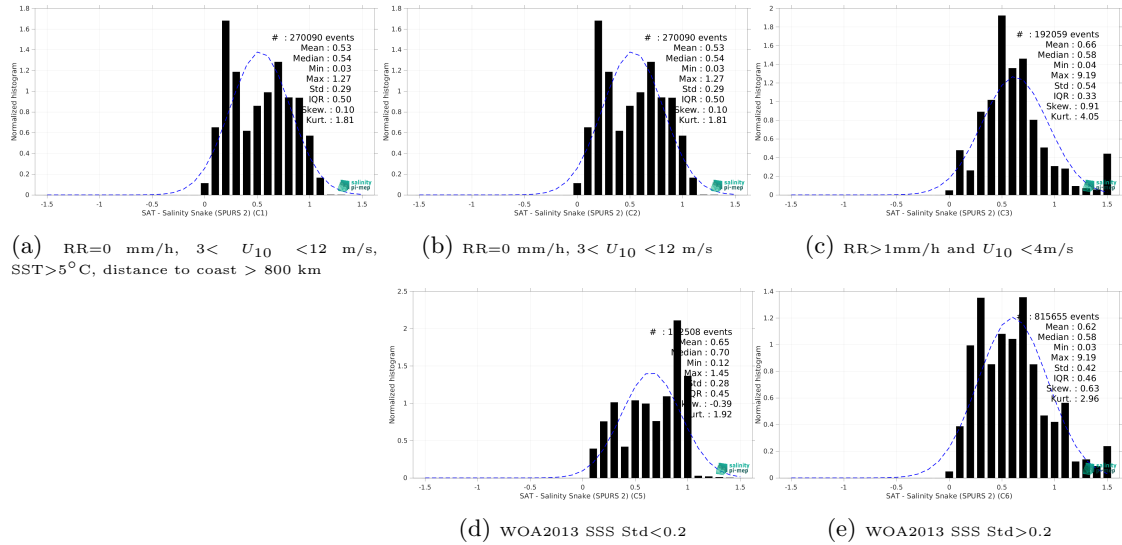 1.8
1.6
1.4
1.2
1
0.8
0.6
0.4
0.2
0
Normalized histogram
# : 270090 events
Mean : 0.53
Median : 0.54
Min : 0.03
Max : 1.27
Std : 0.29
IQR : 0.50
Skew. : 0.10
Kurt. : 1.81
salinity
pi-mep
-1.5 -1 -0.5 0 0.5 1 1.5
SAT - Salinity Snake (SPURS 2) (C1)
(a) RR=0 mm/h, 3< U10 <12 m/s,
SST>5°C, distance to coast > 800 km
1.8
1.6
1.4
1.2
1
0.8
0.6
0.4
0.2
0
Normalized histogram
# : 270090 events
Mean : 0.53
Median : 0.54
Min : 0.03
Max : 1.27
Std : 0.29
IQR : 0.50
Skew. : 0.10
Kurt. : 1.81
salinity
pi-mep
-1.5 -1 -0.5 0 0.5 1 1.5
SAT - Salinity Snake (SPURS 2) (C2)
(b) RR=0 mm/h, 3< U10 <12 m/s
2
1.8
1.6
1.4
1.2
1
0.8
0.6
0.4
0.2
0
Normalized histogram
# : 192059 events
Mean : 0.66
Median : 0.58
Min : 0.04
Max : 9.19
Std : 0.54
IQR : 0.33
Skew. : 0.91
Kurt. : 4.05
salinity
pi-mep
-1.5 -1 -0.5 0 0.5 1 1.5
SAT - Salinity Snake (SPURS 2) (C3)
(c) RR>1mm/h and U10 <4m/s
2.5
2
1.5
1
0.5
0
Normalized histogram
events
Mean : 0.65
Median : 0.70
Min : 0.12
Max : 1.45
Std : 0.28
IQR : 0.45
Skew. : -0.39
Kurt. : 1.92
salinity
pi-mep
-1.5 -1 -0.5 0 0.5 1 1.5
SAT - Salinity Snake (SPURS 2) (C5)
(d) WOA2013 SSS Std<0.2
1.4
1.2
1
0.8
0.6
0.4
0.2
0
Normalized histogram
# : 815655 events
Mean : 0.62
Median : 0.58
Min : 0.03
Max : 9.19
Std : 0.42
IQR : 0.46
Skew. : 0.63
Kurt. : 2.96
salinity
pi-mep
-1.5 -1 -0.5 0 0.5 1 1.5
SAT - Salinity Snake (SPURS 2) (C6)
(e) WOA2013 SSS Std>0.2